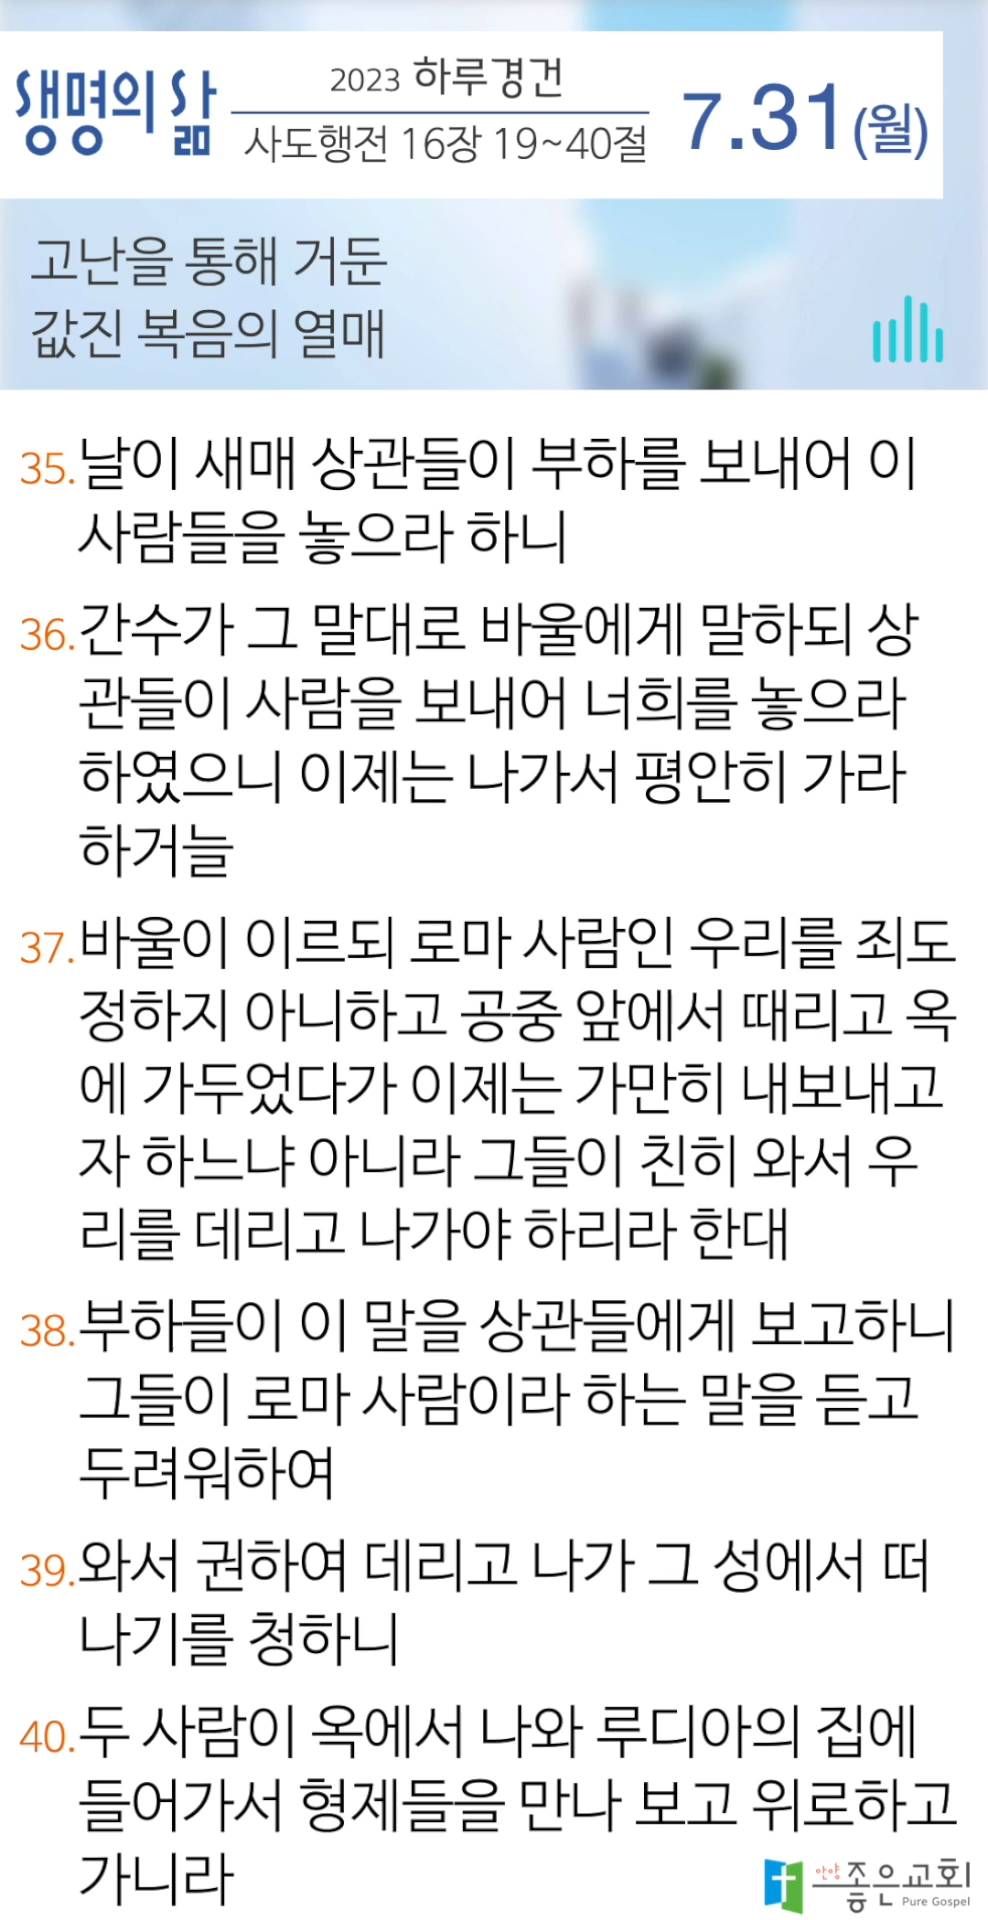 생명의 삶
2023 하루경건
사도행전 16장 19~40절
7.31(월)
고난을 통해 거둔
값진 복음의 열매
35. 날이 새매 상관들이 부하를 보내어 이
사람들을 놓으라 하니
36. 간수가 그 말대로 바울에게 말하되 상
관들이 사람을 보내어 너희를 놓으라
하였으니 이제는 나가서 평안히 가라
하거늘
37. 바울이 이르되 로마 사람인 우리를 죄도
정하지 아니하고 공중 앞에서 때리고 옥
에 가두었다가 이제는 가만히 내보내고
자 하느냐 아니라 그들이 친히 와서 우
리를 데리고 나가야 하리라 한대
38. 부하들이 이 말을 상관들에게 보고하니
그들이 로마 사람이라 하는 말을 듣고
두려워하여
39. 와서 권하여 데리고 나가 그 성에서 떠
나기를 청하니
40. 두 사람이 옥에서 나와 루디아의 집에
들어가서 형제들을 만나 보고 위로하고
가니라
안양 좋은교회
Pure Gospel